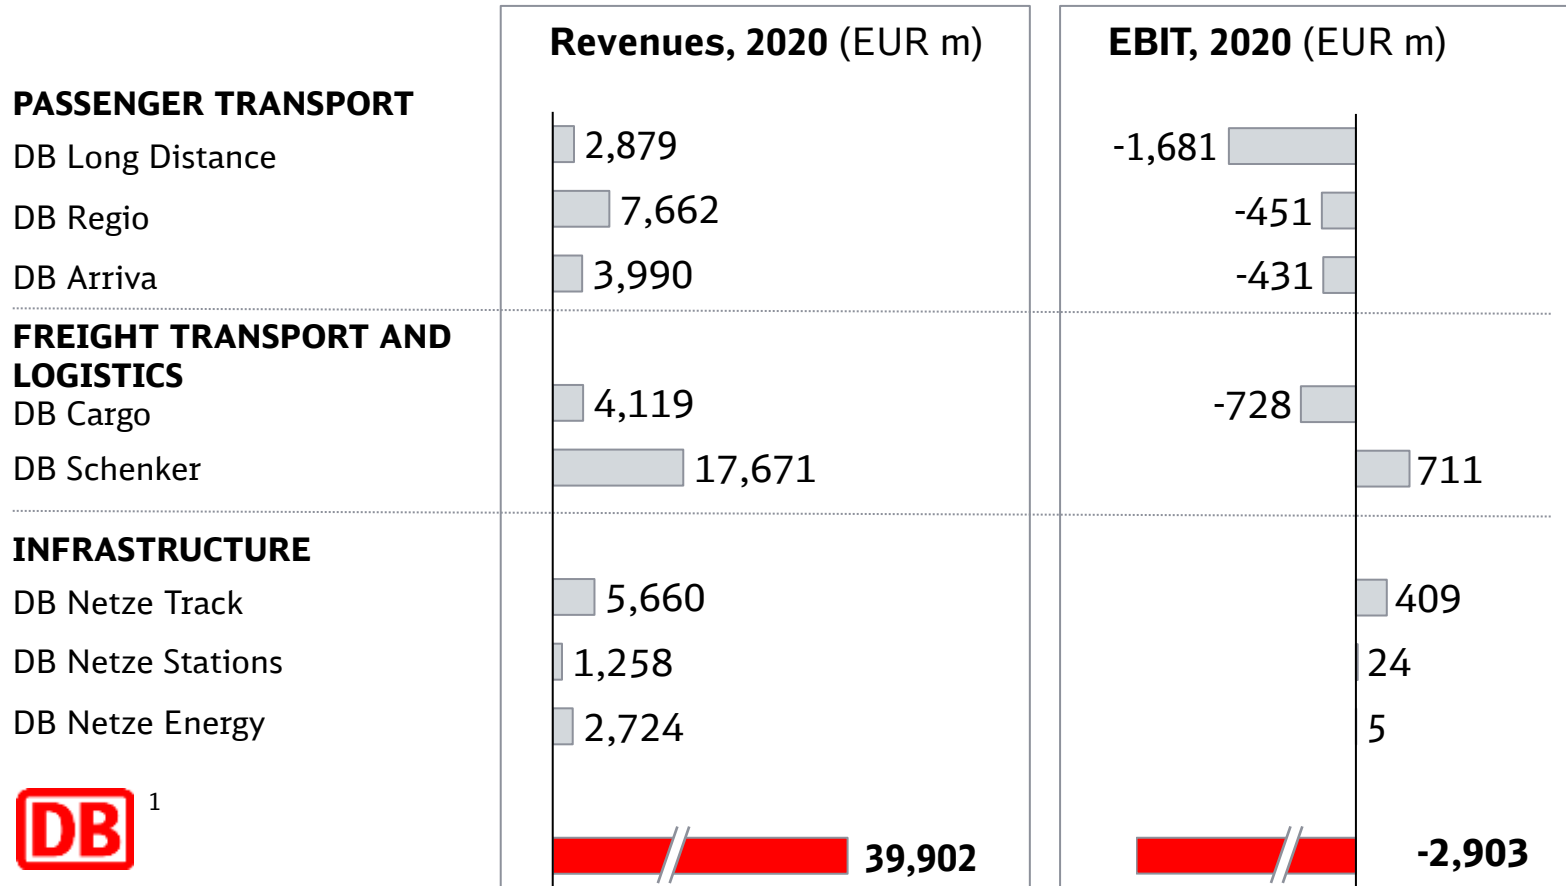 Revenues, 2020 (EUR m) EBIT, 2020 (EUR m)
PASSENGER TRANSPORT
DB Long Distance 2,879 -1,681
DB Regio 7,662 -451
DB Arriva 3,990 -431
FREIGHT TRANSPORT AND
LOGISTICS
DB Cargo 4,119 -728
DB Schenker 17,671 711
INFRASTRUCTURE
DB Netze Track 5,660 409
DB Netze Stations 1,258 24
DB Netze Energy 2,724 5
DB 1
39,902 -2,903